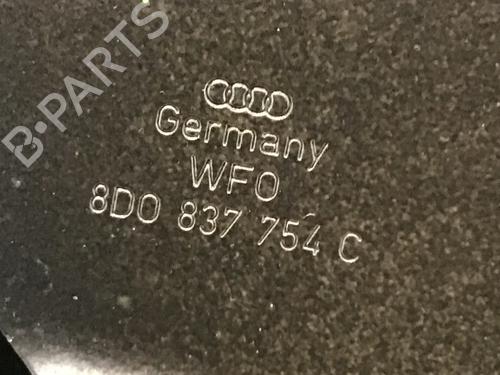 B-PARTS
Germany
WFO
8D0 837 754 C